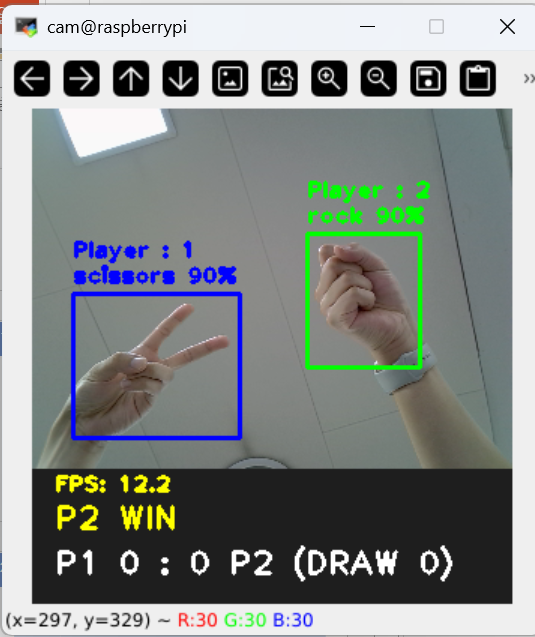 cam@raspberrypi
Player : 2
rock 90%
Player : 1
scissors 90%
FPS: 12.2
P2 WIN
P1 0 : 0 P2 (DRAW 0)
(x=297, y=329) ~ R:30 G:30 B:30